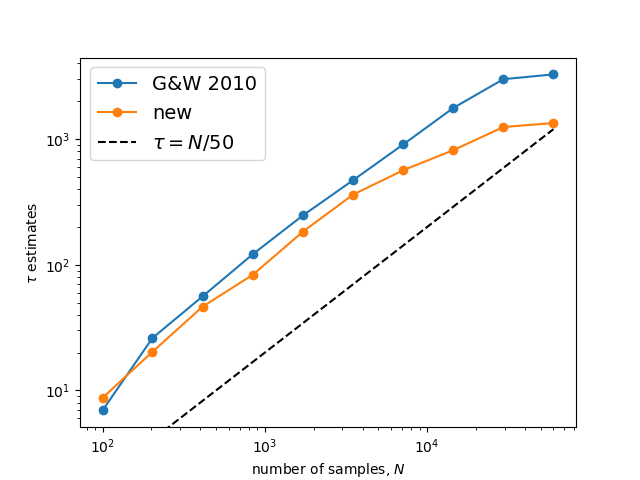 G&W 2010
new
τ = N/50
10³
10²
10¹
τ estimates
10² 10³ 10⁴
number of samples, N